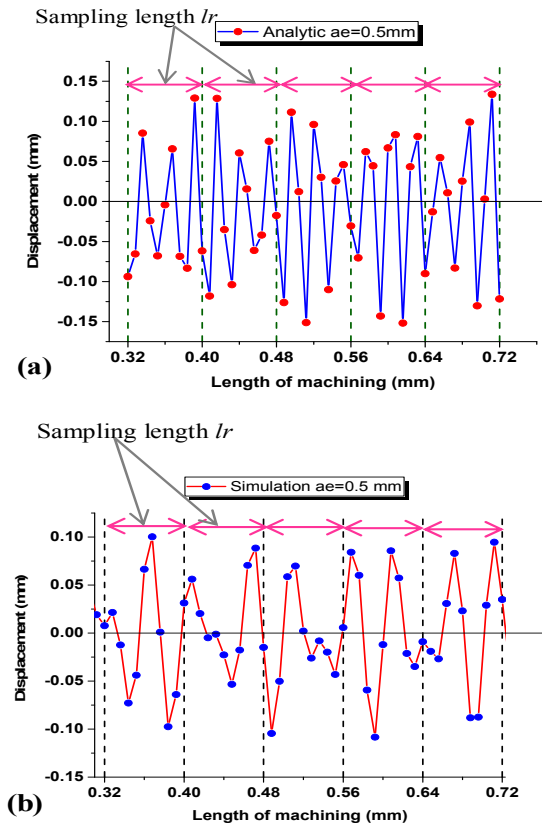 Sampling length lr
Analytic ae=0.5mm
0.15
0.10
0.05
0.00
-0.05
-0.10
-0.15
Displacement (mm)
0.32 0.40 0.48 0.56 0.64 0.72
Length of machining (mm)
(a)
Sampling length lr
Simulation ae=0.5 mm
0.10
0.05
0.00
-0.05
-0.10
-0.15
Displacement (mm)
0.32 0.40 0.48 0.56 0.64 0.72
Length of machining (mm)
(b)